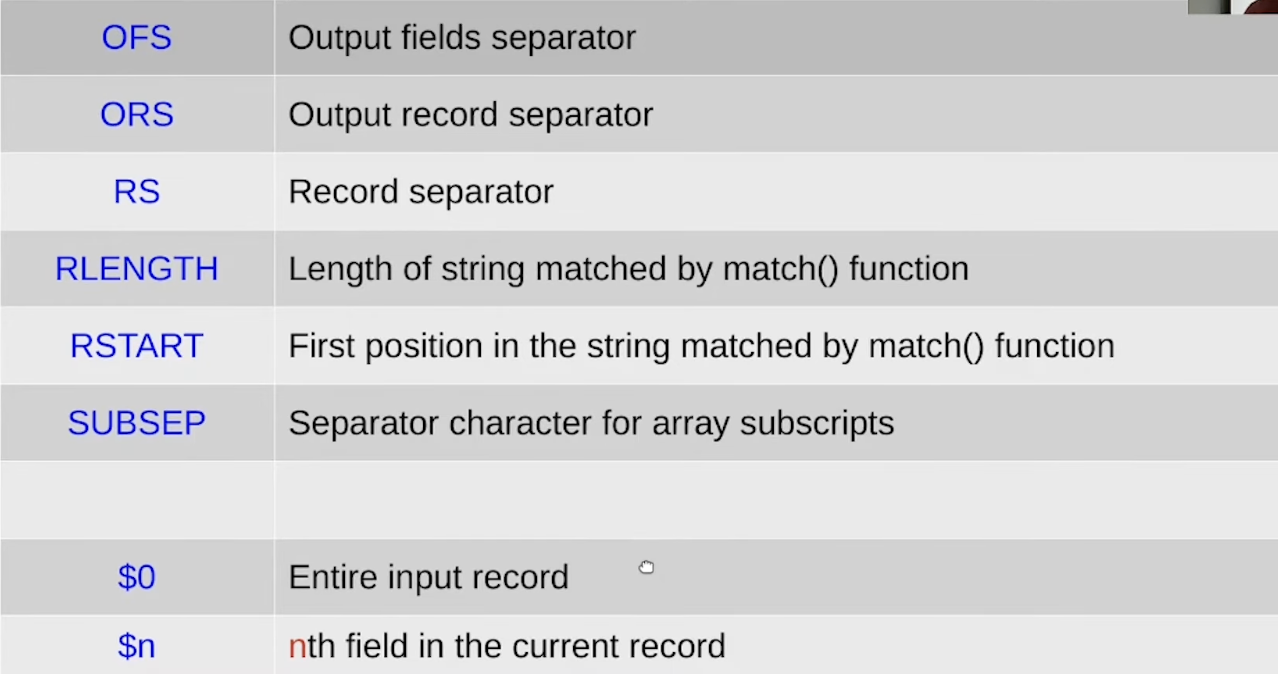 OFS Output fields separator
ORS Output record separator
RS Record separator
RLENGTH Length of string matched by match() function
RSTART First position in the string matched by match() function
SUBSEP Separator character for array subscripts
$0 Entire input record
$n nth field in the current record